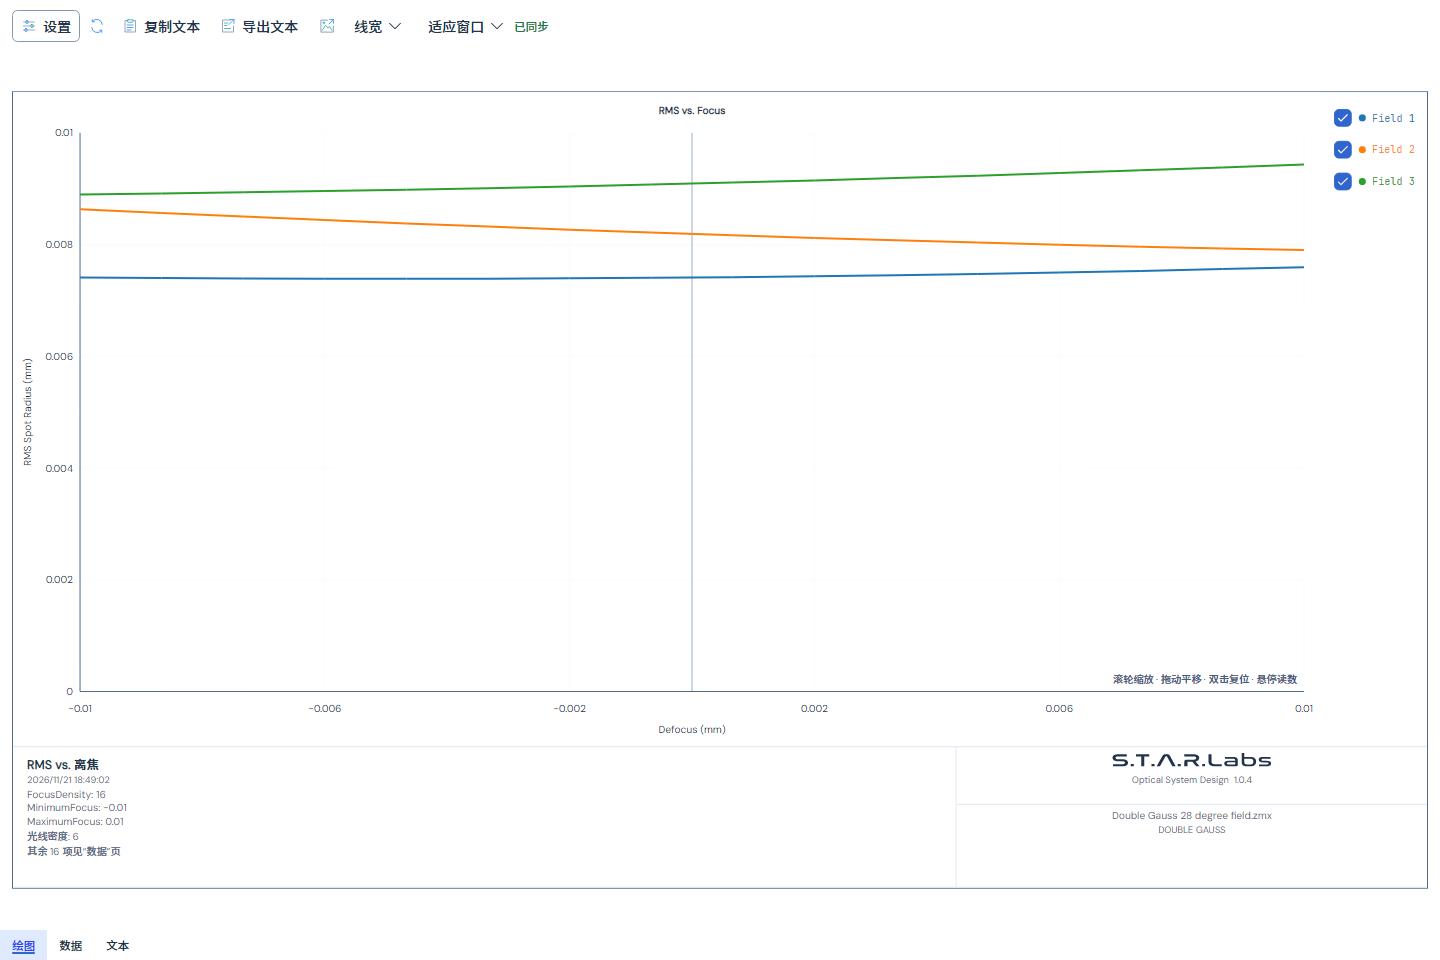 设置 复制文本 导出文本 线宽 适应窗口 已同步
RMS vs. Focus
Field 1
Field 2
Field 3
0.01
0.008
0.006
0.004
0.002
0
RMS Spot Radius (mm)
滚轮缩放 · 拖动平移 · 双击复位 · 悬停读数
-0.01 -0.006 -0.002 0.002 0.006 0.01
Defocus (mm)
RMS vs. 离焦
2026/11/21 18:49:02
FocusDensity: 16
MinimumFocus: -0.01
MaximumFocus: 0.01
光线密度: 6
其余 16 项见"数据"页
S.T.A.R.Labs
Optical System Design 1.0.4
Double Gauss 28 degree field.zmx
DOUBLE GAUSS
绘图 数据 文本